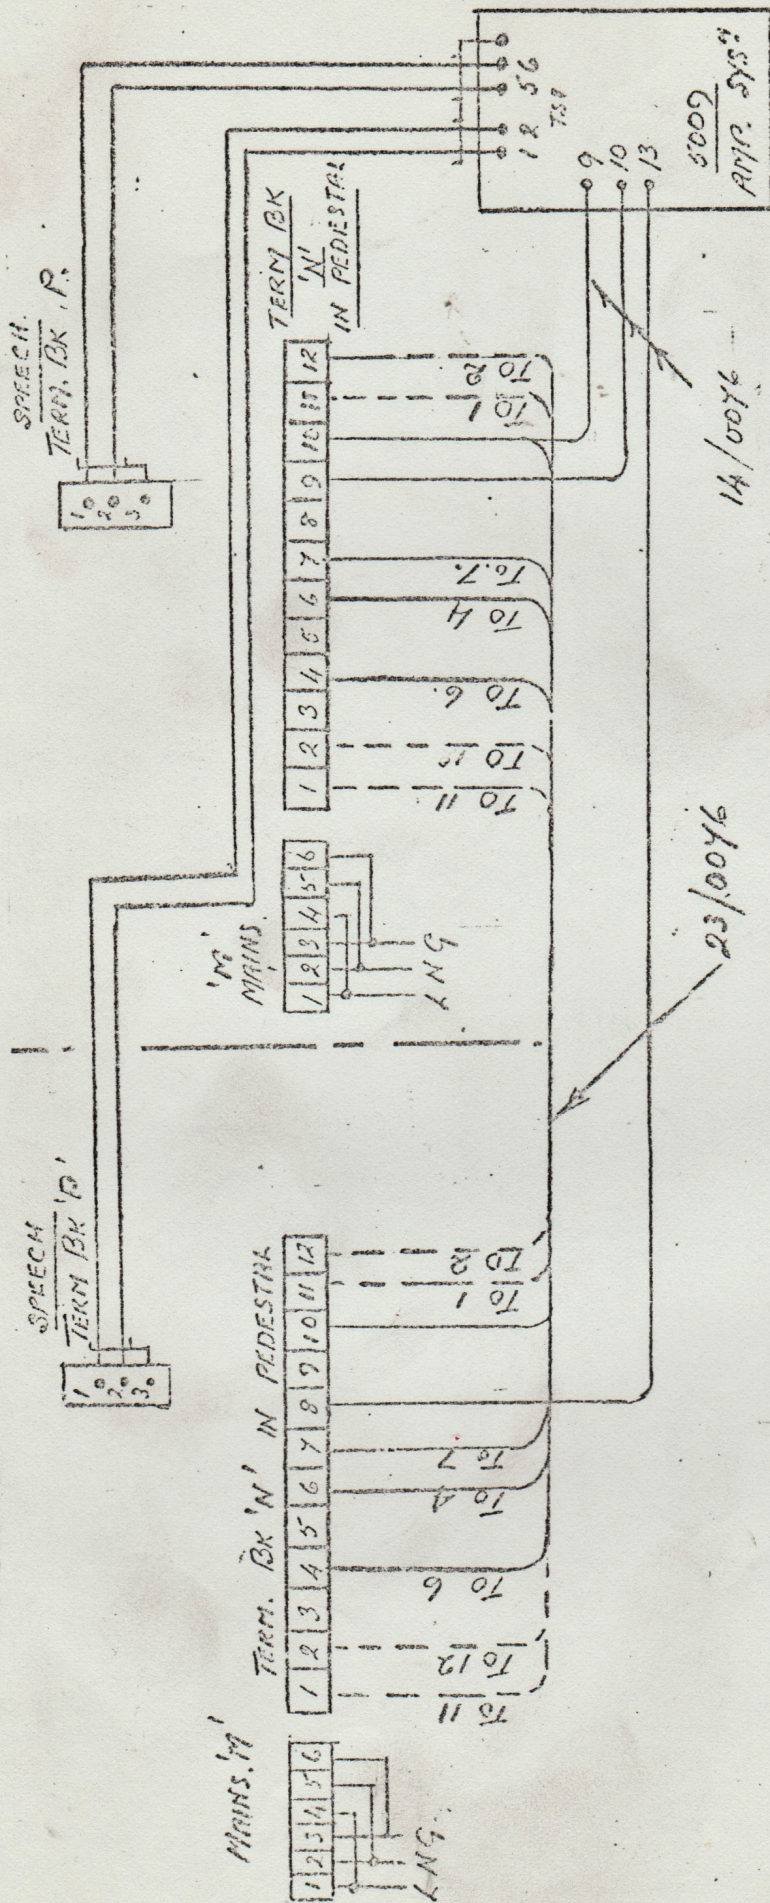 SPEECH
TERM BK 'P'
MAINS. 'M'
TERM. BK 'N' IN PEDESTAL
1 2 3 4 5 6
1 2 3 4 5 6 7 8 9 10 11 12
1
2
3
L N G
TO 11
TO 12
TO 6
TO 4
TO 7
TO 1
TO
SPEECH.
TERM. BK. P.
'M'
MAINS.
1 2 3 4 5 6
L N G
TERM BK
'N'
IN PEDESTAL
1 2 3 4 5 6 7 8 9 10 11 12
1
2
3
TO 11
TO
TO 6.
TO 4
TO. 7.
TO 1
TO
1 2 5 6
9
10
13
AMP. SYS
23/0076
14/0076